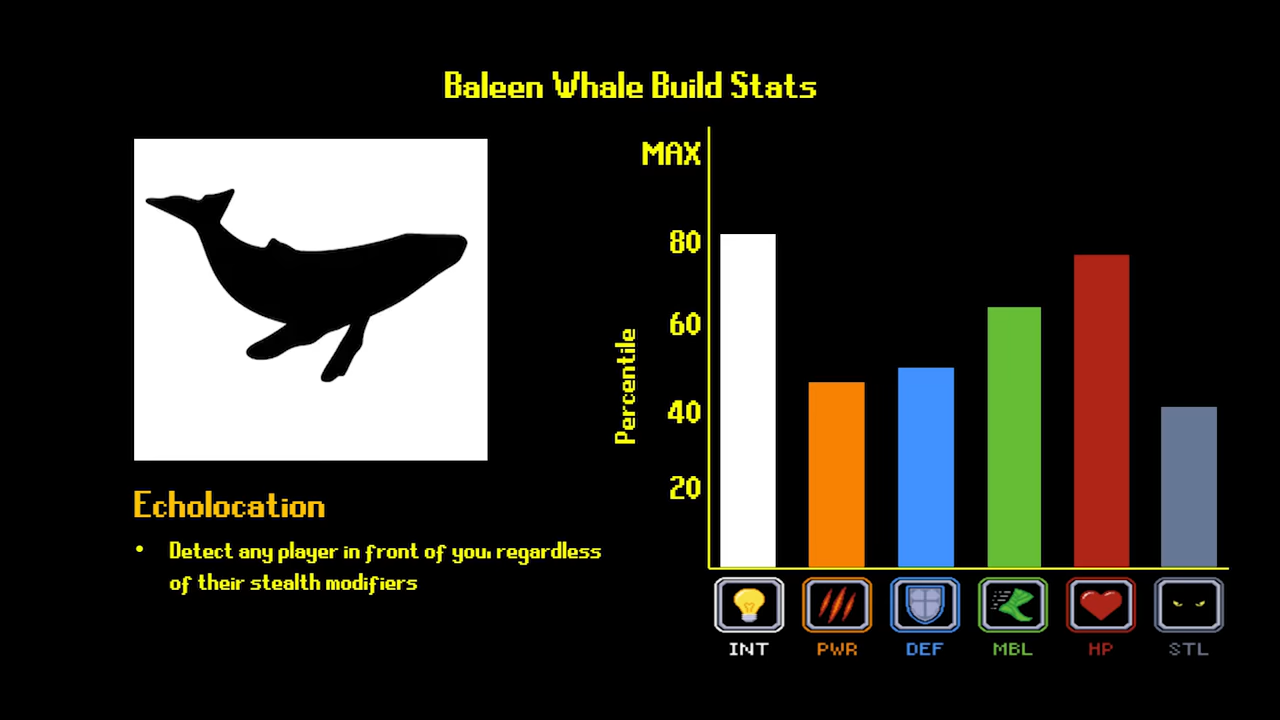 Baleen Whale Build Stats
MAX
80
60
40
20
Percentile
Echolocation
• Detect any player in front of you, regardless
of their stealth modifiers
INT PWR DEF MBL HP STL